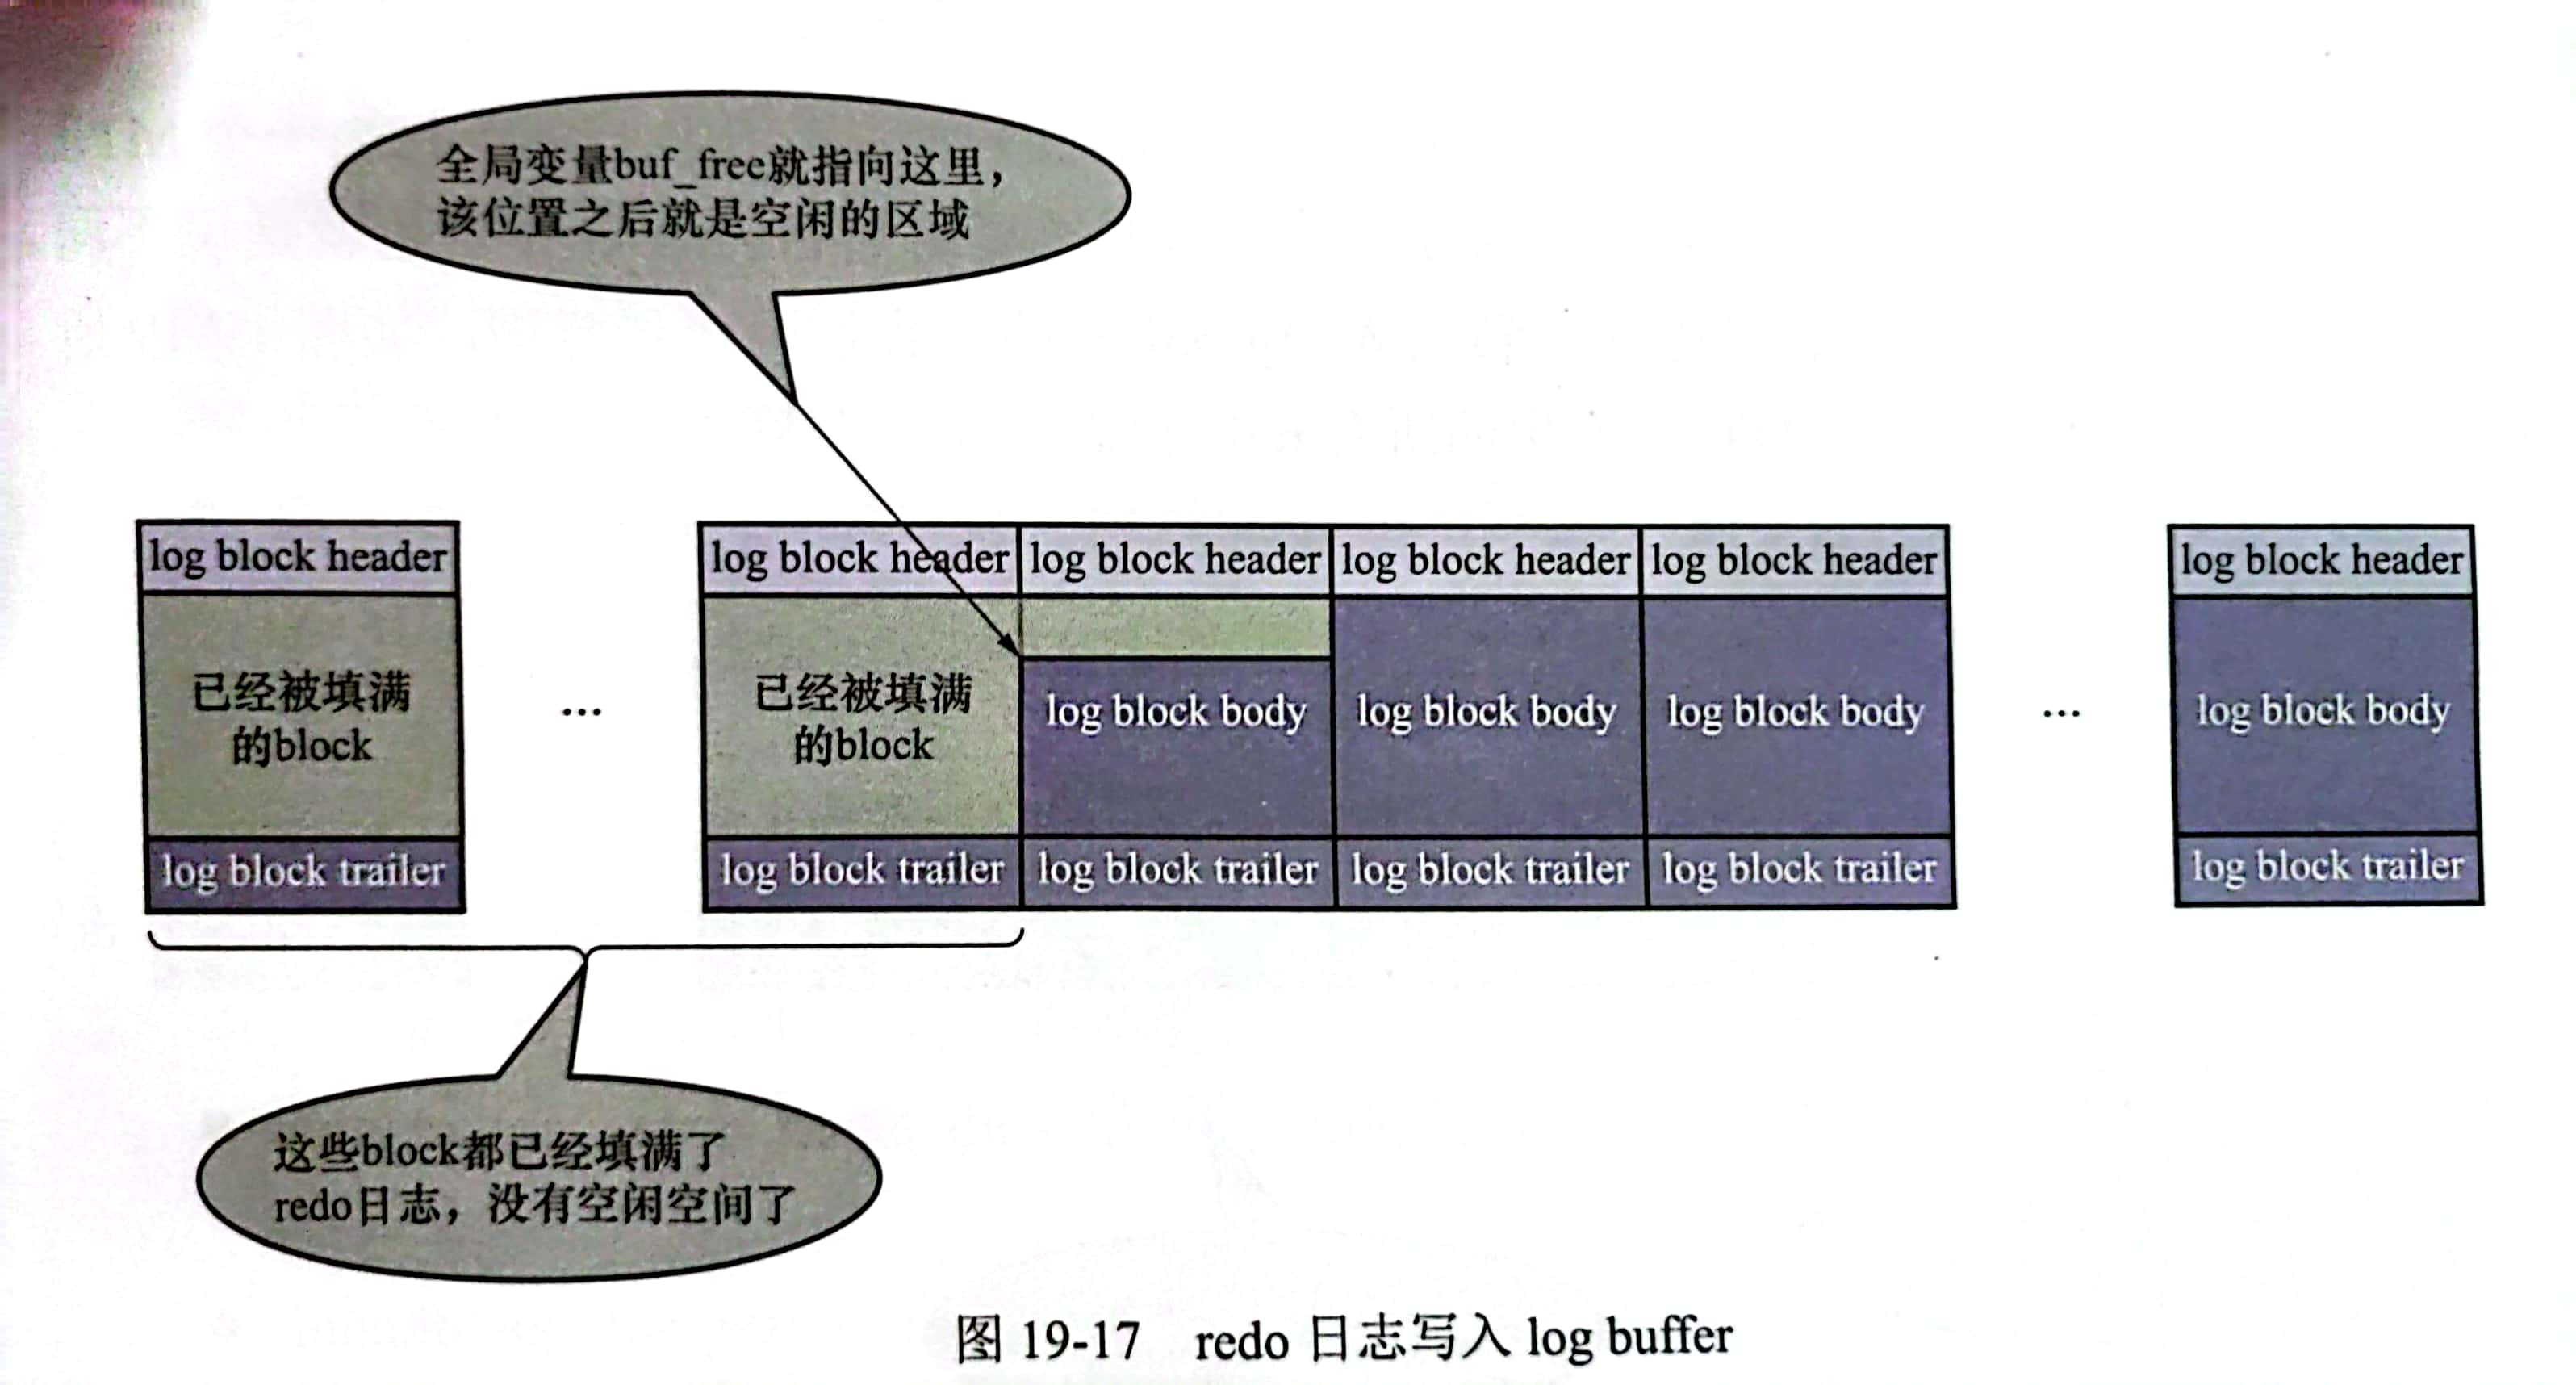 全局变量buf_free就指向这里，
该位置之后就是空闲的区域
log block header
log block header
log block header
log block header
log block header
log block header
已经被填满
的block
...
已经被填满
的block
log block body
log block body
log block body
...
log block body
log block trailer
log block trailer
log block trailer
log block trailer
log block trailer
log block trailer
这些block都已经填满了
redo日志，没有空闲空间了
图 19-17 redo 日志写入 log buffer